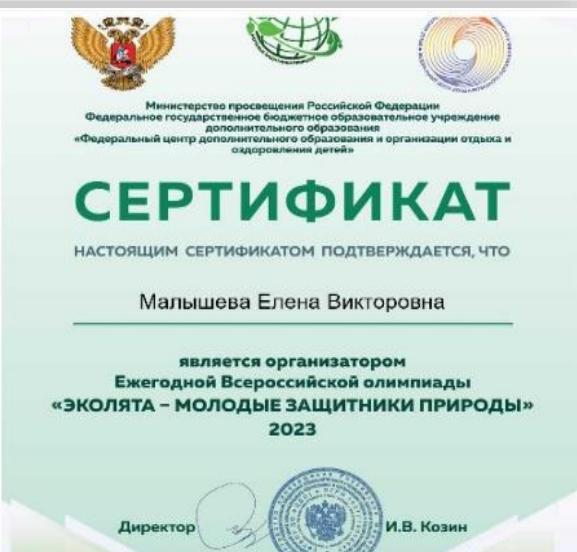 Министерство просвещения Российской Федерации
Федеральное государственное бюджетное образовательное учреждение
дополнительного образования
«Федеральный центр дополнительного образования и организации отдыха и
оздоровления детей»
СЕРТИФИКАТ
НАСТОЯЩИМ СЕРТИФИКАТОМ ПОДТВЕРЖДАЕТСЯ, ЧТО
Малышева Елена Викторовна
является организатором
Ежегодной Всероссийской олимпиады
«ЭКОЛЯТА – МОЛОДЫЕ ЗАЩИТНИКИ ПРИРОДЫ»
2023
Директор И.В. Козин